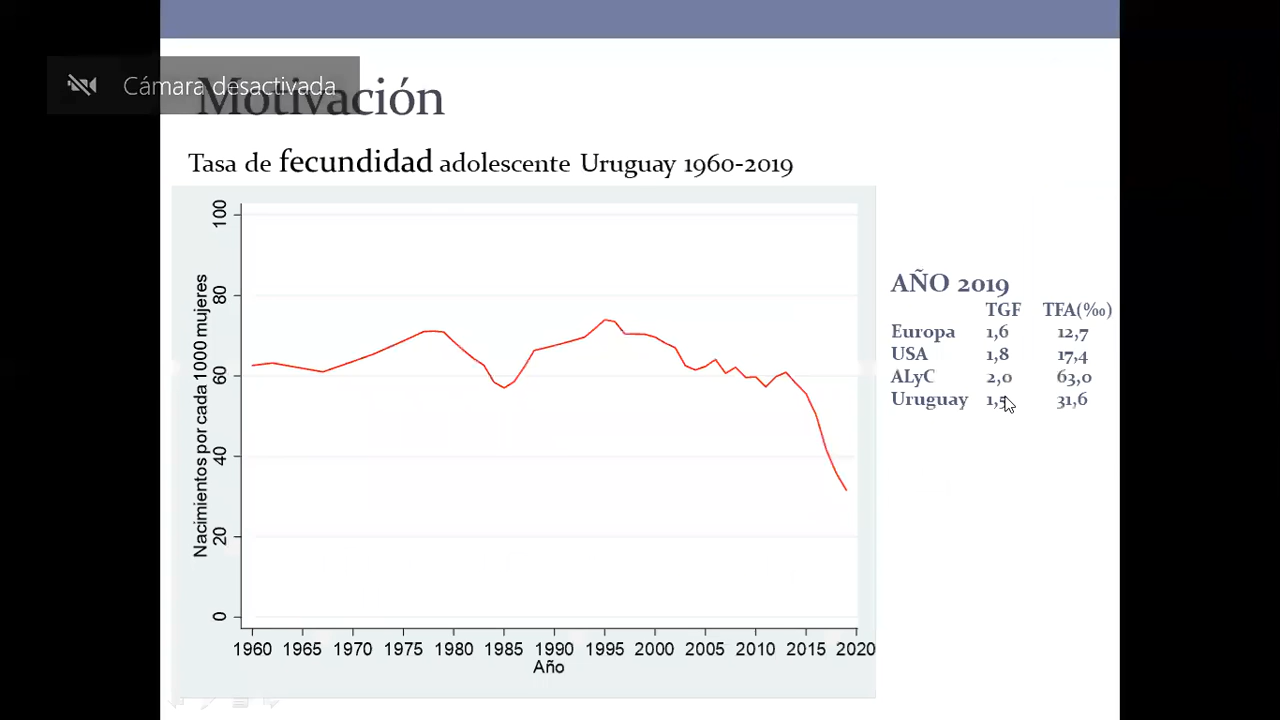 Cámara desactivada
Motivación
Tasa de fecundidad adolescente Uruguay 1960-2019
Nacimientos por cada 1000 mujeres
100
80
60
40
20
0
1960 1965 1970 1975 1980 1985 1990 1995 2000 2005 2010 2015 2020
Año
AÑO 2019
TGF TFA(‰)
Europa 1,6 12,7
USA 1,8 17,4
ALyC 2,0 63,0
Uruguay 1,5 31,6